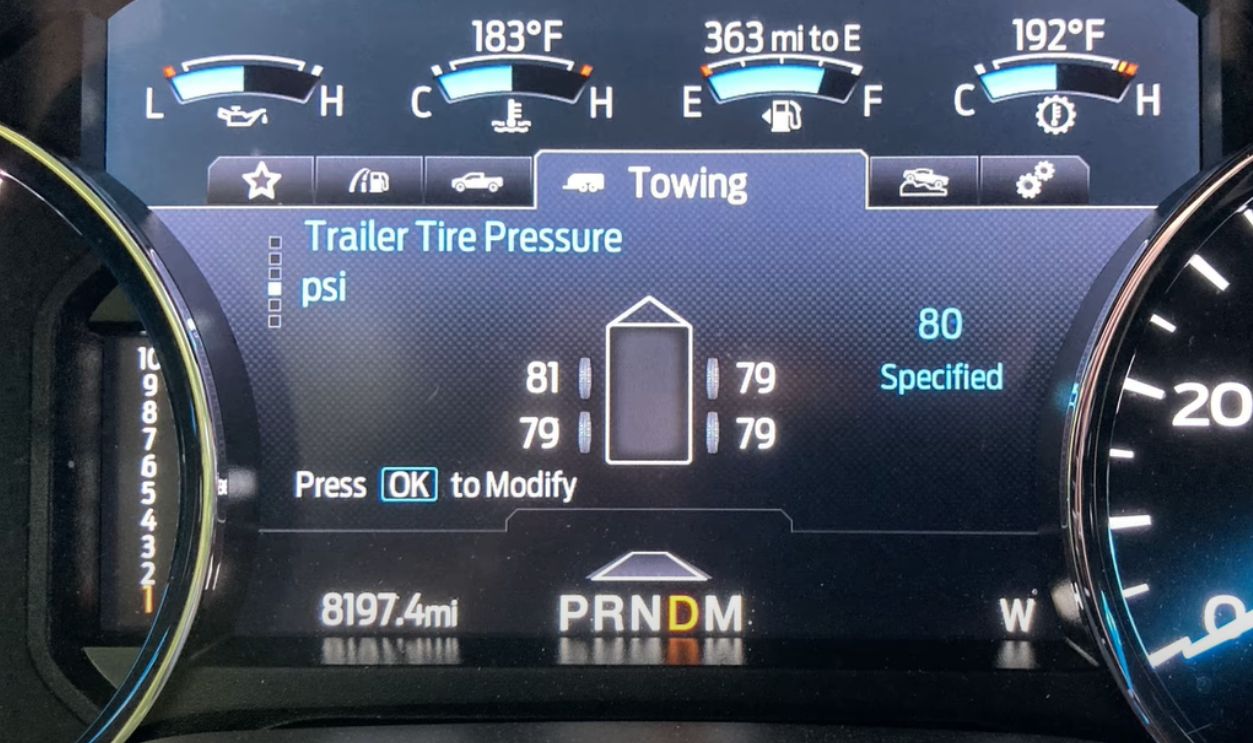 183°F 363 mi to E 192°F
L H C H E F C H
Towing
Trailer Tire Pressure
psi
80
Specified
81 79
79 79
Press OK to Modify
10
9
8
7
6
5
4
3
2
1
20
0
8197.4mi PRNDM W